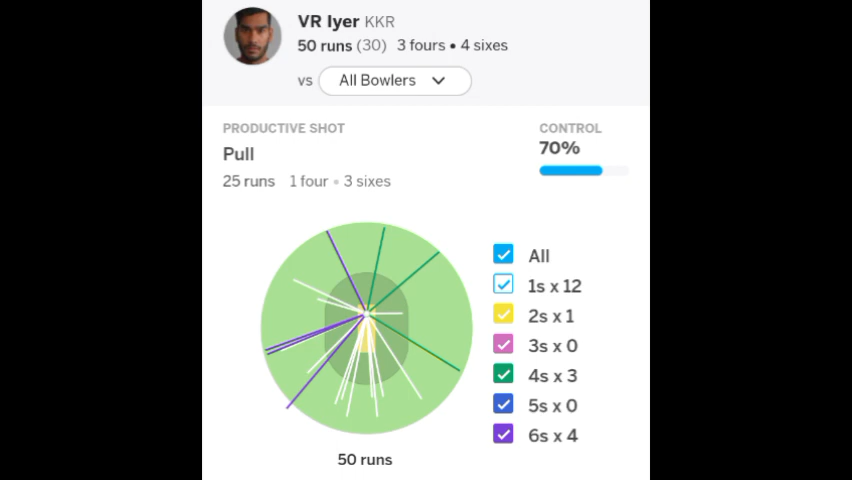 VR Iyer KKR
50 runs (30) 3 fours • 4 sixes
vs All Bowlers
PRODUCTIVE SHOT
Pull
25 runs 1 four • 3 sixes
CONTROL
70%
All
1s x 12
2s x 1
3s x 0
4s x 3
5s x 0
6s x 4
50 runs